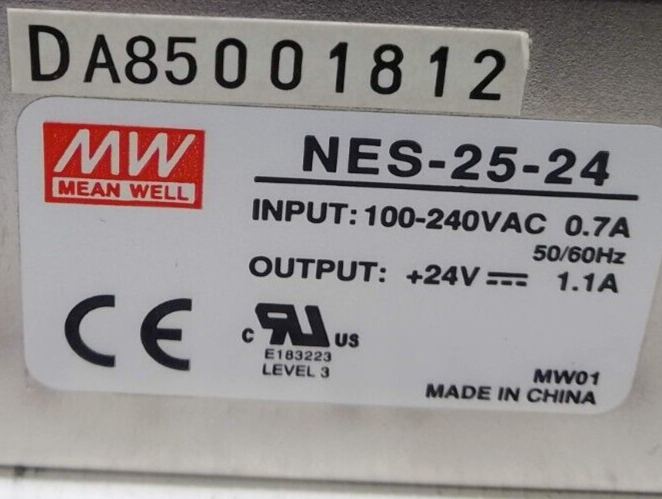 DA85001812
MW
MEAN WELL
NES-25-24
INPUT: 100-240VAC 0.7A
50/60Hz
OUTPUT: +24V 1.1A
CE
c RU US
E183223
LEVEL 3
MW01
MADE IN CHINA